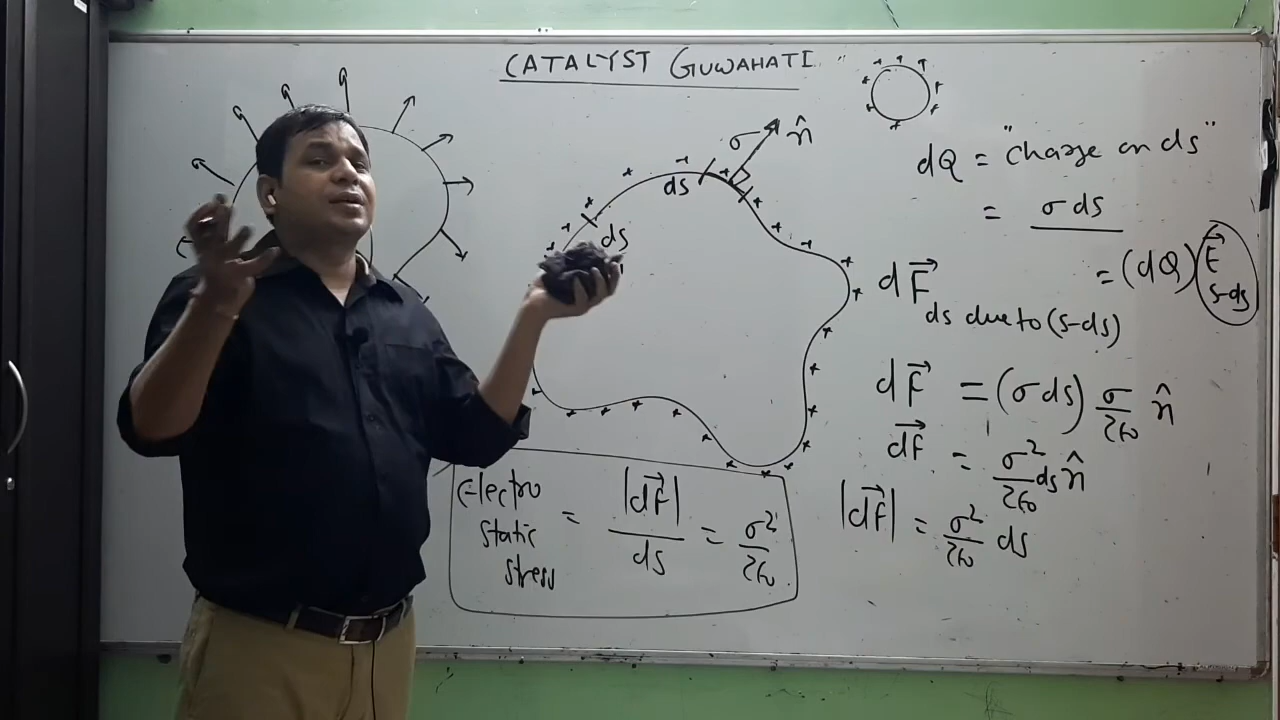 CATALYST GUWAHATI
σ n̂
ds
ds
dQ = "charge on ds"
= σ ds
dF⃗ ds due to (s-ds) = (dQ) E⃗ s-ds
dF⃗ = (σ ds) σ/2ε₀ n̂
dF⃗ = σ²/2ε₀ ds n̂
|dF⃗| = σ²/2ε₀ ds
Electro
static
stress
= |dF⃗|/ds = σ²/2ε₀